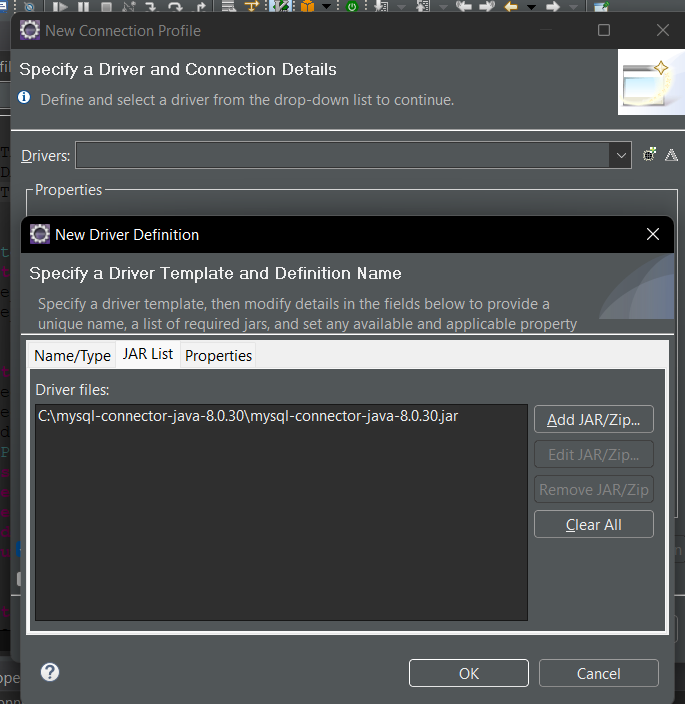 New Connection Profile
Specify a Driver and Connection Details
Define and select a driver from the drop-down list to continue.
Drivers:
Properties
New Driver Definition
Specify a Driver Template and Definition Name
Specify a driver template, then modify details in the fields below to provide a
unique name, a list of required jars, and set any available and applicable property
Name/Type JAR List Properties
Driver files:
C:\mysql-connector-java-8.0.30\mysql-connector-java-8.0.30.jar
Add JAR/Zip...
Edit JAR/Zip...
Remove JAR/Zip
Clear All
OK Cancel